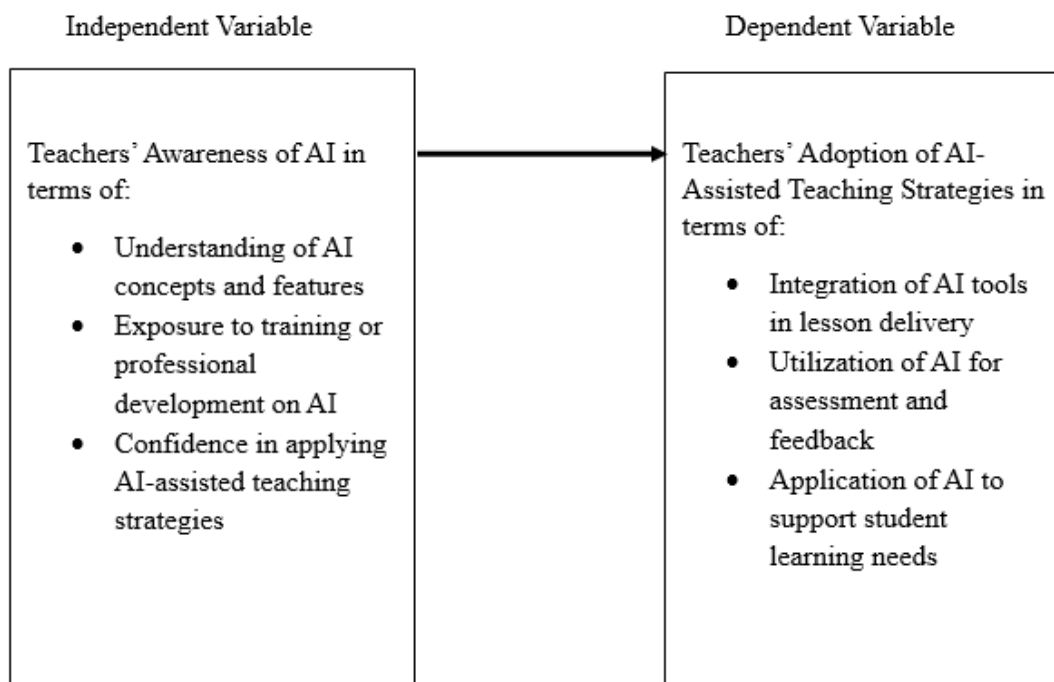 Independent Variable
Dependent Variable
Teachers’ Awareness of AI in
terms of:
• Understanding of AI
concepts and features
• Exposure to training or
professional
development on AI
• Confidence in applying
AI-assisted teaching
strategies
Teachers’ Adoption of AI-
Assisted Teaching Strategies in
terms of:
• Integration of AI tools
in lesson delivery
• Utilization of AI for
assessment and
feedback
• Application of AI to
support student
learning needs